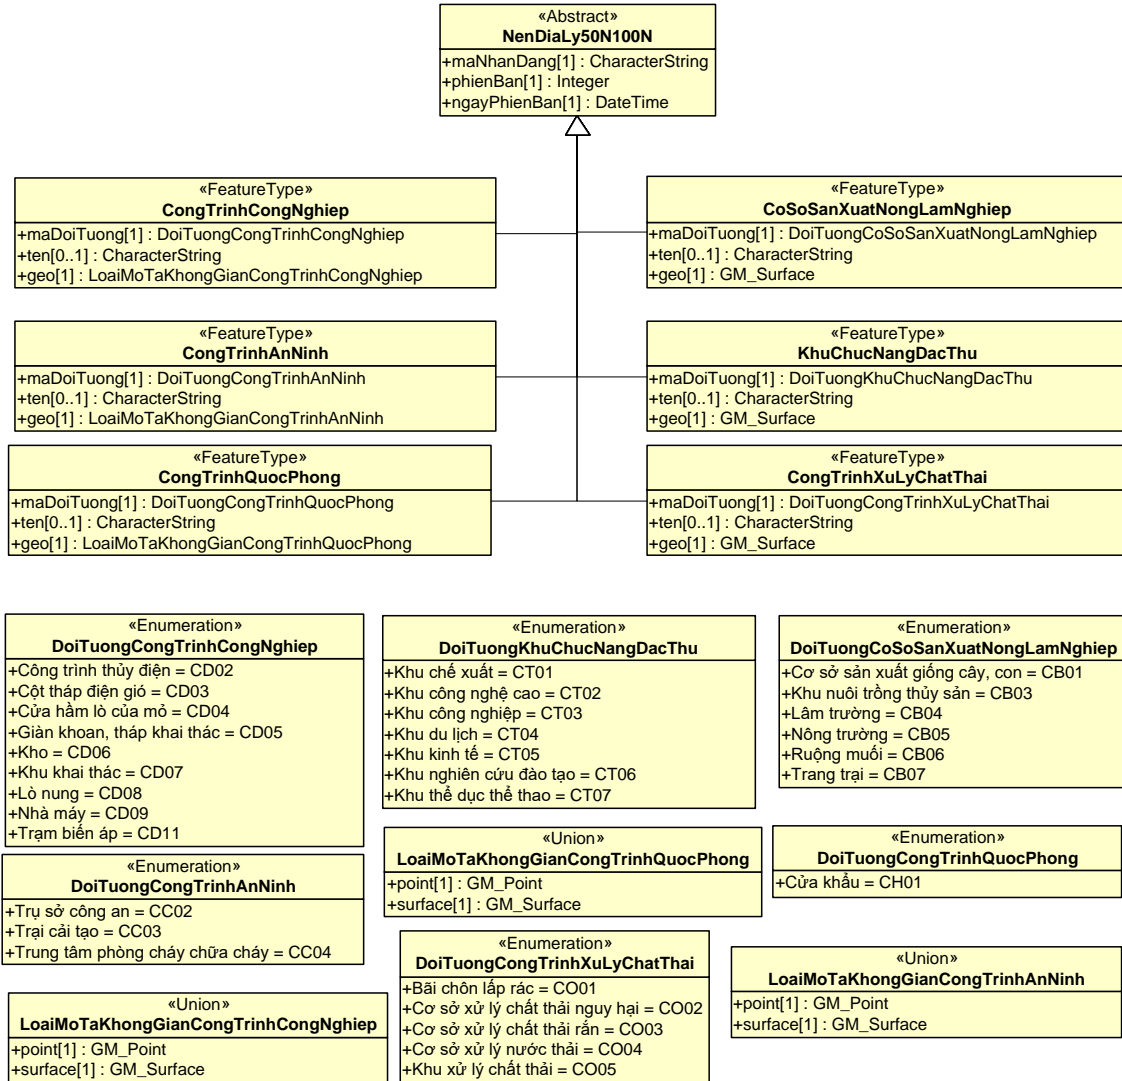 «Abstract»
NenDiaLy50N100N
+maNhanDang[1] : CharacterString
+phienBan[1] : Integer
+ngayPhienBan[1] : DateTime
«FeatureType»
CongTrinhCongNghiep
+maDoiTuong[1] : DoiTuongCongTrinhCongNghiep
+ten[0..1] : CharacterString
+geo[1] : LoaiMoTaKhongGianCongTrinhCongNghiep
«FeatureType»
CoSoSanXuatNongLamNghiep
+maDoiTuong[1] : DoiTuongCoSoSanXuatNongLamNghiep
+ten[0..1] : CharacterString
+geo[1] : GM_Surface
«FeatureType»
CongTrinhAnNinh
+maDoiTuong[1] : DoiTuongCongTrinhAnNinh
+ten[0..1] : CharacterString
+geo[1] : LoaiMoTaKhongGianCongTrinhAnNinh
«FeatureType»
KhuChucNangDacThu
+maDoiTuong[1] : DoiTuongKhuChucNangDacThu
+ten[0..1] : CharacterString
+geo[1] : GM_Surface
«FeatureType»
CongTrinhQuocPhong
+maDoiTuong[1] : DoiTuongCongTrinhQuocPhong
+ten[0..1] : CharacterString
+geo[1] : LoaiMoTaKhongGianCongTrinhQuocPhong
«FeatureType»
CongTrinhXuLyChatThai
+maDoiTuong[1] : DoiTuongCongTrinhXuLyChatThai
+ten[0..1] : CharacterString
+geo[1] : GM_Surface
«Enumeration»
DoiTuongCongTrinhCongNghiep
+Công trình thủy điện = CD02
+Cột tháp điện gió = CD03
+Cửa hầm lò của mỏ = CD04
+Giàn khoan, tháp khai thác = CD05
+Kho = CD06
+Khu khai thác = CD07
+Lò nung = CD08
+Nhà máy = CD09
+Trạm biến áp = CD11
«Enumeration»
DoiTuongKhuChucNangDacThu
+Khu chế xuất = CT01
+Khu công nghệ cao = CT02
+Khu công nghiệp = CT03
+Khu du lịch = CT04
+Khu kinh tế = CT05
+Khu nghiên cứu đào tạo = CT06
+Khu thể dục thể thao = CT07
«Enumeration»
DoiTuongCoSoSanXuatNongLamNghiep
+Cơ sở sản xuất giống cây, con = CB01
+Khu nuôi trồng thủy sản = CB03
+Lâm trường = CB04
+Nông trường = CB05
+Ruộng muối = CB06
+Trang trại = CB07
«Union»
LoaiMoTaKhongGianCongTrinhQuocPhong
+point[1] : GM_Point
+surface[1] : GM_Surface
«Enumeration»
DoiTuongCongTrinhQuocPhong
+Cửa khẩu = CH01
«Enumeration»
DoiTuongCongTrinhAnNinh
+Trụ sở công an = CC02
+Trại cải tạo = CC03
+Trung tâm phòng cháy chữa cháy = CC04
«Enumeration»
DoiTuongCongTrinhXuLyChatThai
+Bãi chôn lấp rác = CO01
+Cơ sở xử lý chất thải nguy hại = CO02
+Cơ sở xử lý chất thải rắn = CO03
+Cơ sở xử lý nước thải = CO04
+Khu xử lý chất thải = CO05
«Union»
LoaiMoTaKhongGianCongTrinhAnNinh
+point[1] : GM_Point
+surface[1] : GM_Surface
«Union»
LoaiMoTaKhongGianCongTrinhCongNghiep
+point[1] : GM_Point
+surface[1] : GM_Surface